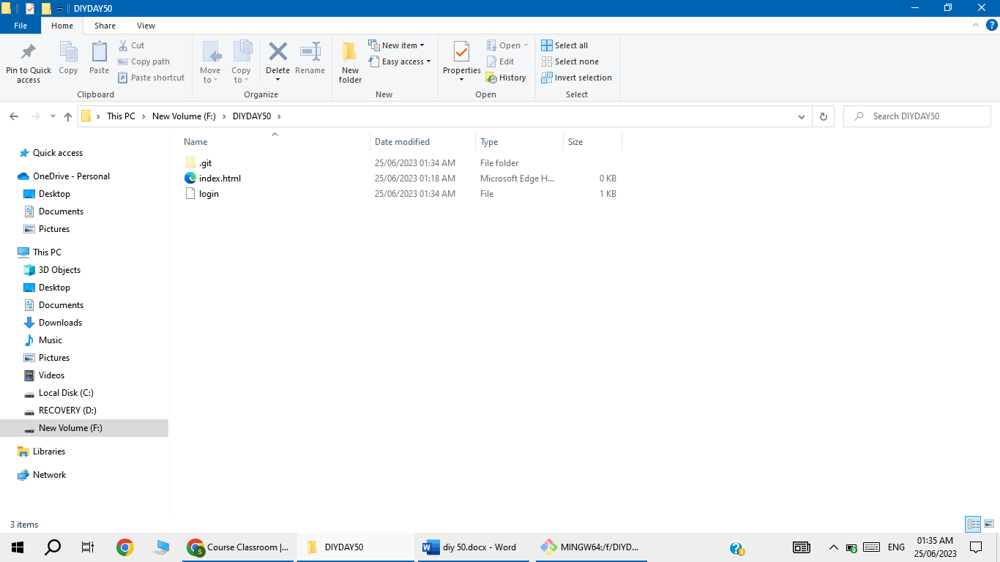 DIYDAY50
File Home Share View
Pin to Quick access
Copy
Paste
Cut
Copy path
Paste shortcut
Clipboard
Move to
Copy to
Delete
Rename
Organize
New folder
New item
Easy access
New
Properties
Open
Edit
History
Open
Select all
Select none
Invert selection
Select
This PC > New Volume (F:) > DIYDAY50 >
Search DIYDAY50
Quick access
OneDrive - Personal
Desktop
Documents
Pictures
This PC
3D Objects
Desktop
Documents
Downloads
Music
Pictures
Videos
Local Disk (C:)
RECOVERY (D:)
New Volume (F:)
Libraries
Network
Name Date modified Type Size
.git 25/06/2023 01:34 AM File folder
index.html 25/06/2023 01:18 AM Microsoft Edge H... 0 KB
login 25/06/2023 01:34 AM File 1 KB
3 items
S
Course Classroom |...
DIYDAY50
diy 50.docx - Word
MINGW64:/f/DIYD...
ENG
01:35 AM
25/06/2023